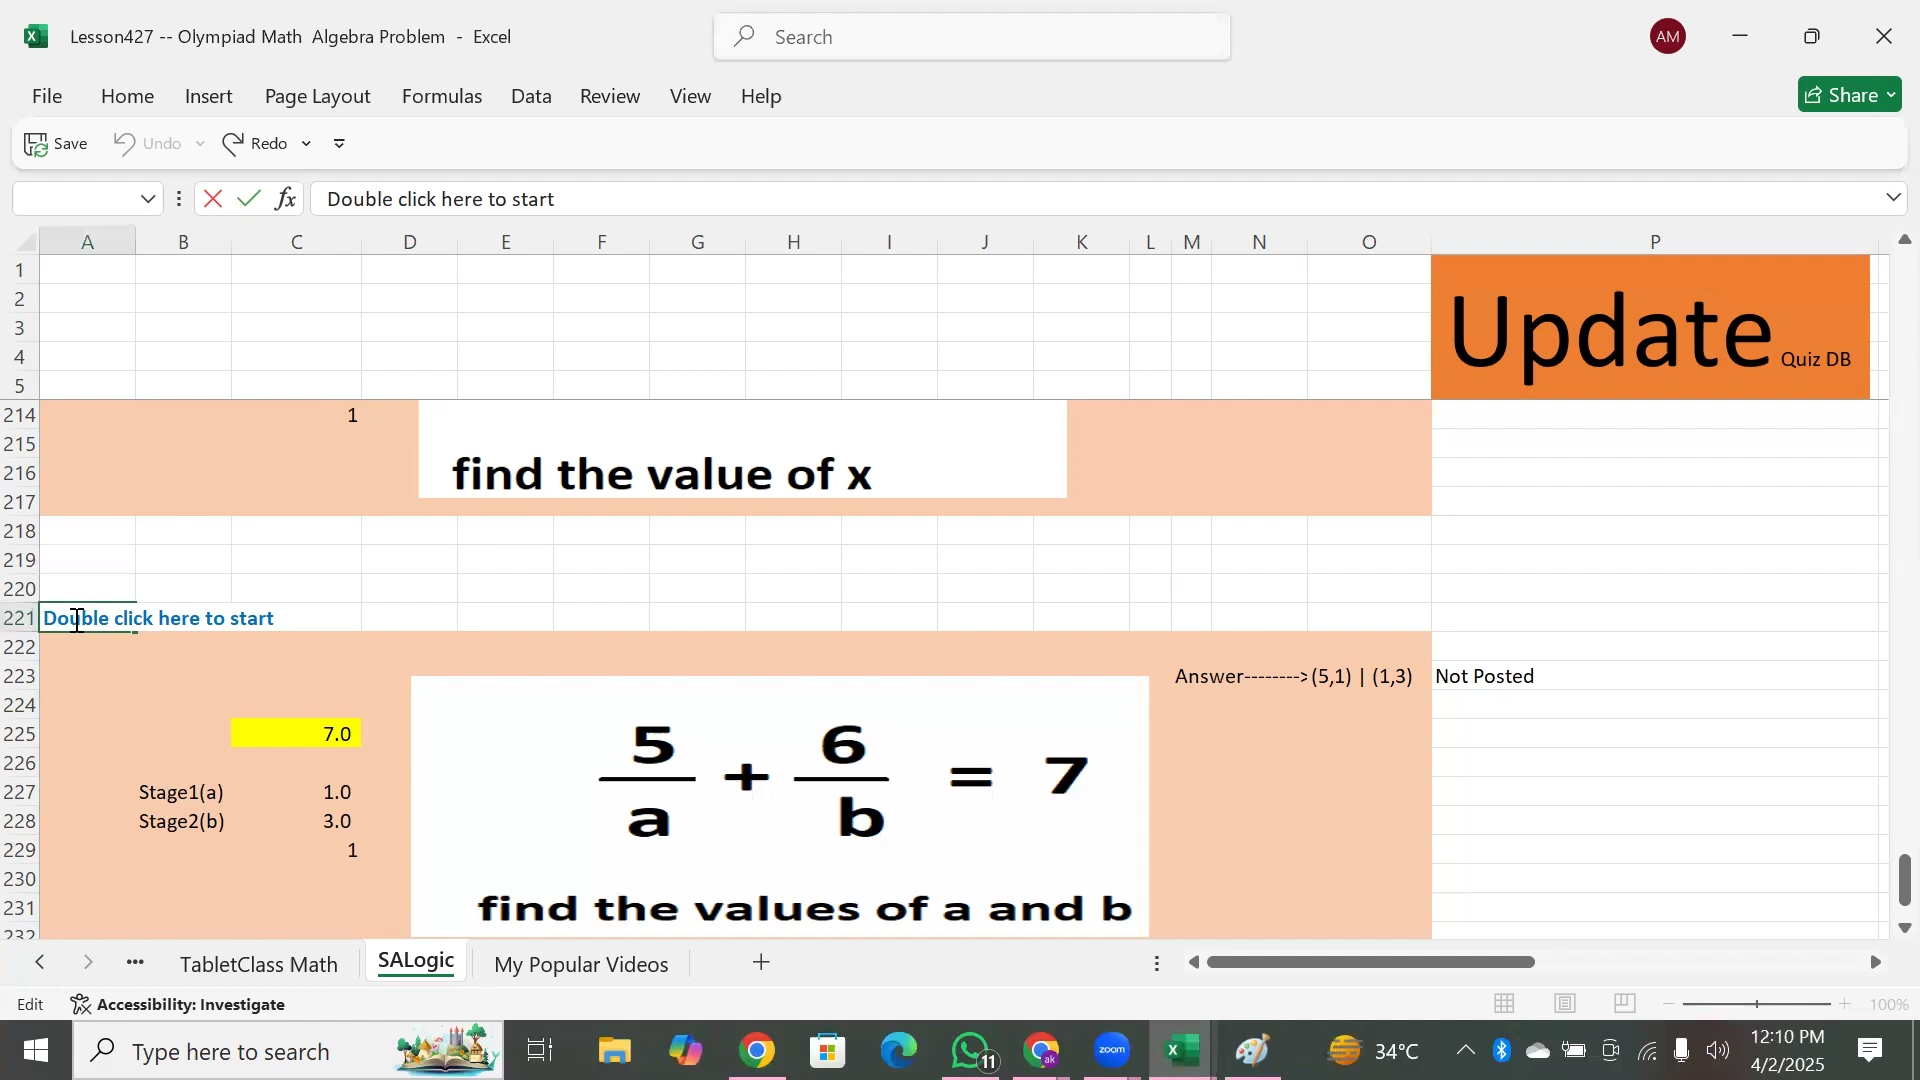 Lesson427 -- Olympiad Math  Algebra Problem  -  Excel
Search
AM
File Home Insert Page Layout Formulas Data Review View Help
Share
Save Undo Redo
fx Double click here to start
A B C D E F G H I J K L M N O P
1
2
3
4
5
Update Quiz DB
214 1
215
216 find the value of x
217
218
219
220
221 Double click here to start
222
223 Answer--------> (5,1) | (1,3) Not Posted
224
225 7.0
226
227 Stage1(a) 1.0
228 Stage2(b) 3.0
229 1
230
231
232
5 6
+ = 7
a b
find the values of a and b
TabletClass Math SALogic My Popular Videos
Edit Accessibility: Investigate 100%
Type here to search
11
ak
zoom
34°C
12:10 PM
4/2/2025